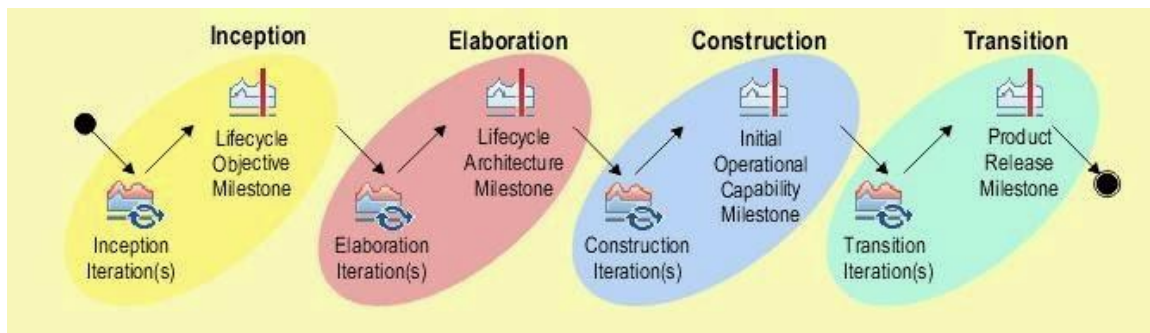 Inception
Elaboration
Construction
Transition
Lifecycle
Objective
Milestone
Inception
Iteration(s)
Lifecycle
Architecture
Milestone
Elaboration
Iteration(s)
Initial
Operational
Capability
Milestone
Construction
Iteration(s)
Product
Release
Milestone
Transition
Iteration(s)